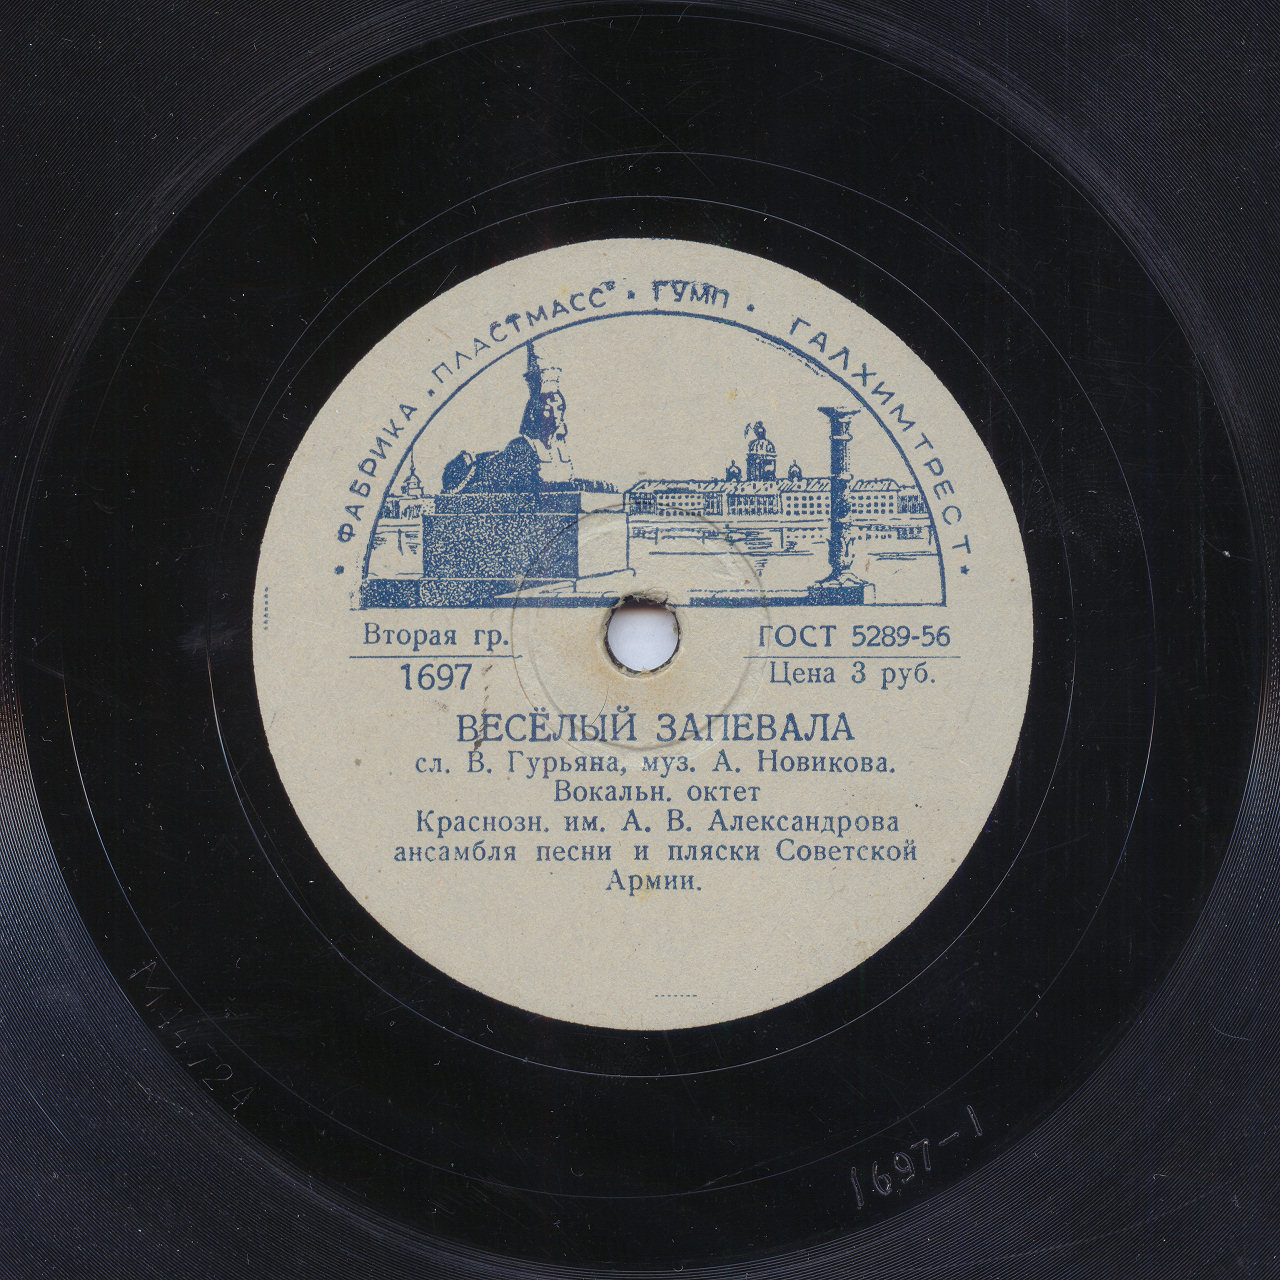 * ФАБРИКА „ПЛАСТМАСС" • ГУМП • ГАЛХИМТРЕСТ *
Вторая гр.
1697
ГОСТ 5289-56
Цена 3 руб.
ВЕСЁЛЫЙ ЗАПЕВАЛА
сл. В. Гурьяна, муз. А. Новикова.
Вокальн. октет
Краснозн. им. А. В. Александрова
ансамбля песни и пляски Советской
Армии.
1697-1